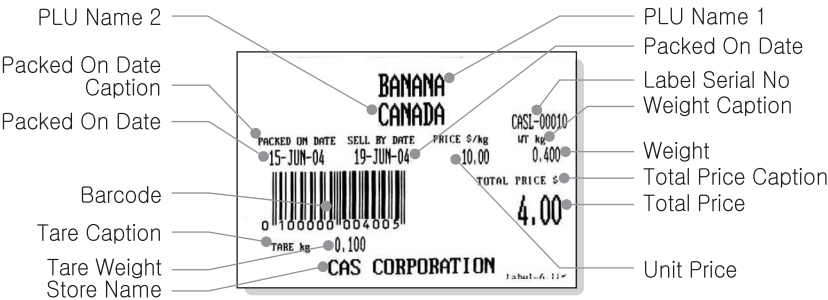 PLU Name 2
PLU Name 1
Packed On Date
Packed On Date
Caption
Label Serial No
Weight Caption
Packed On Date
BANANA
CANADA
CASL-00010
PACKED ON DATE SELL BY DATE PRICE $/kg WT kg
15-JUN-04 19-JUN-04 10.00 0.400
Weight
TOTAL PRICE $
Total Price Caption
Barcode
4.00
Total Price
0 100000 004005
Tare Caption
TARE kg 0.100
Tare Weight
CAS CORPORATION
Unit Price
Store Name